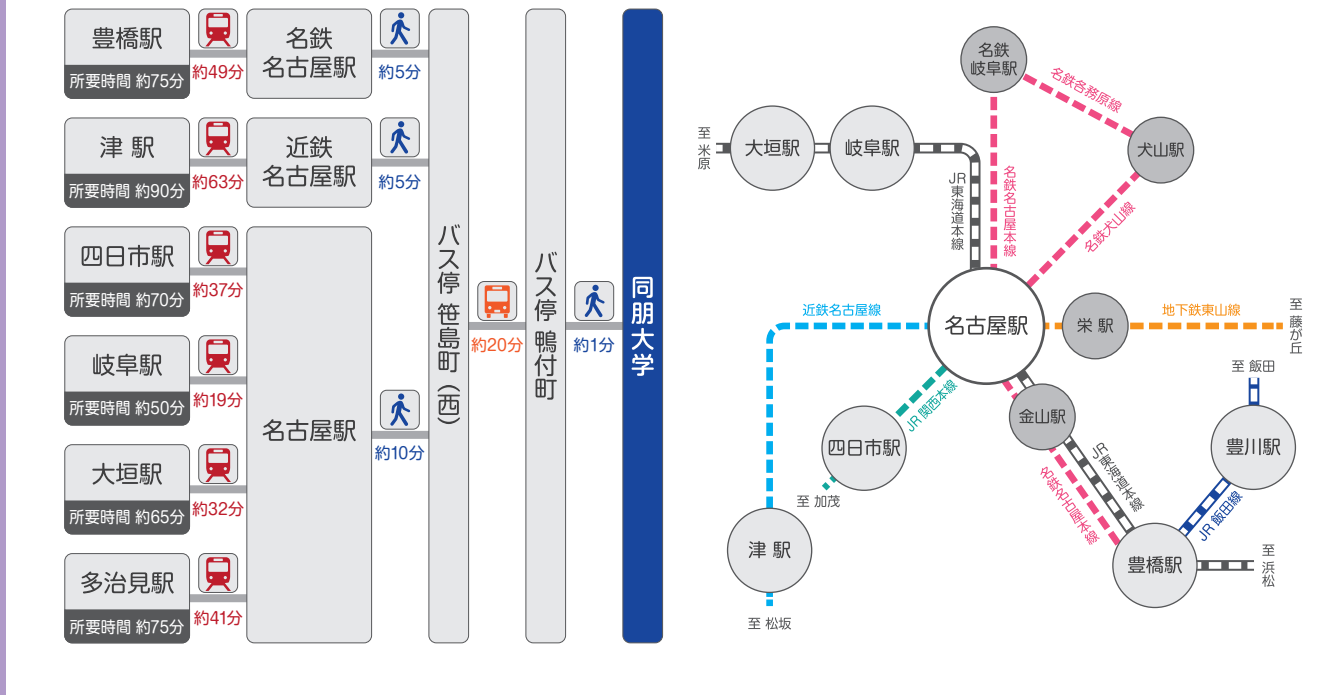 豊橋駅
所要時間 約75分
約49分
名鉄
名古屋駅
約5分
津 駅
所要時間 約90分
約63分
近鉄
名古屋駅
約5分
四日市駅
所要時間 約70分
約37分
岐阜駅
所要時間 約50分
約19分
大垣駅
所要時間 約65分
約32分
多治見駅
所要時間 約75分
約41分
名古屋駅
約10分
バス停 笹島町（西）
約20分
バス停 鴨付町
約1分
同朋大学
名鉄
岐阜駅
名鉄各務原線
犬山駅
至 米原
大垣駅
岐阜駅
JR東海道本線
名鉄名古屋本線
名鉄犬山線
近鉄名古屋線
名古屋駅
栄 駅
地下鉄東山線
至 藤が丘
JR 関西本線
四日市駅
至 加茂
金山駅
至 飯田
豊川駅
JR 飯田線
JR東海道本線
名鉄名古屋本線
津 駅
至 松坂
豊橋駅
至 浜松